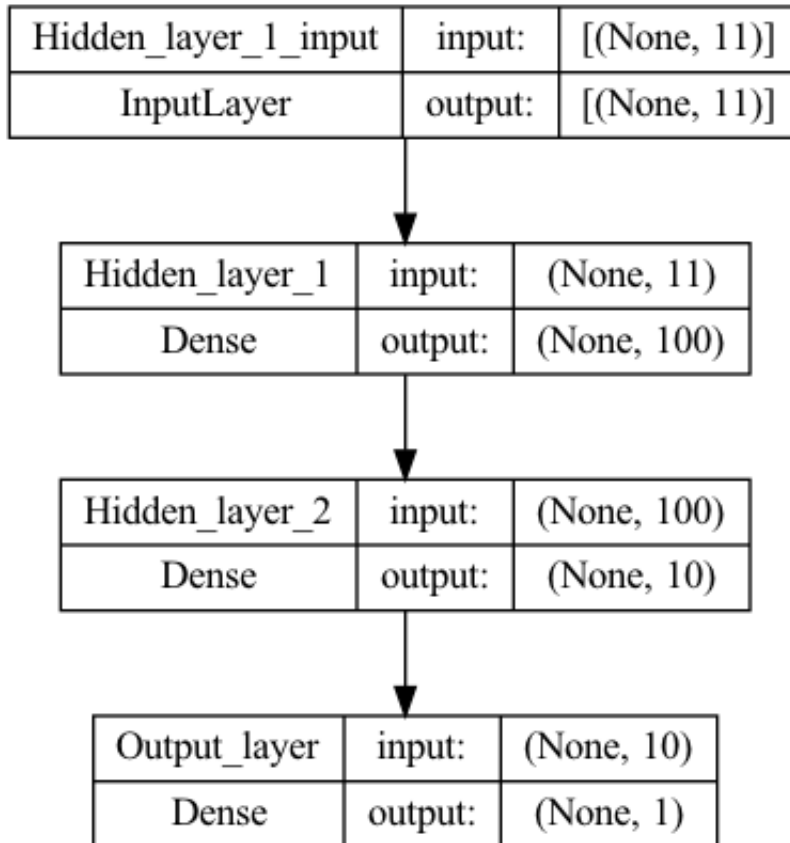 Hidden_layer_1_input input: [(None, 11)]
InputLayer output: [(None, 11)]
Hidden_layer_1 input: (None, 11)
Dense output: (None, 100)
Hidden_layer_2 input: (None, 100)
Dense output: (None, 10)
Output_layer input: (None, 10)
Dense output: (None, 1)